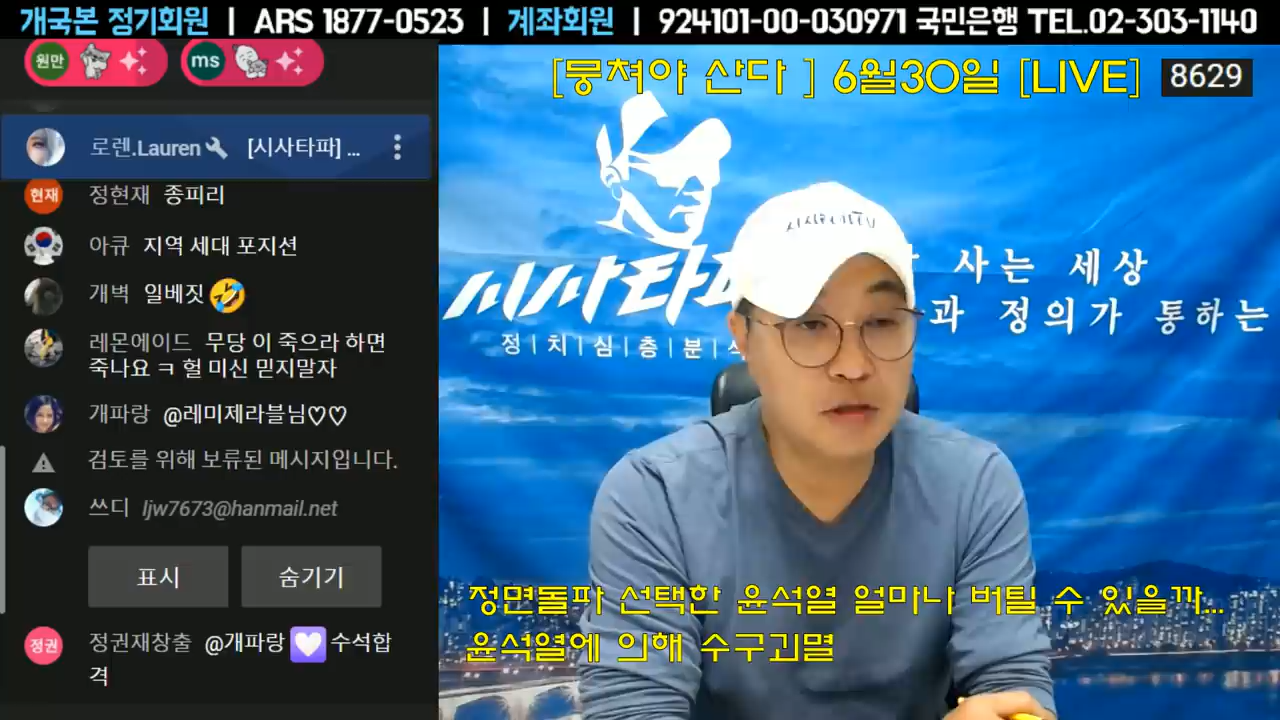 개국본 정기회원 | ARS 1877-0523 | 계좌회원 | 924101-00-030971 국민은행 TEL.02-303-1140
원만
ms
로렌.Lauren [시사타파] ...
현재 정현재 종피리
아큐 지역 세대 포지션
개벽 일베짓
레몬에이드 무당 이 죽으라 하면
죽나요 ㅋ 헐 미신 믿지말자
개파랑 @레미제라블님♡♡
검토를 위해 보류된 메시지입니다.
쓰디 ljw7673@hanmail.net
표시 숨기기
정권 정권재창출 @개파랑 수석합
격
[뭉쳐야 산다 ] 6월30일 [LIVE] 8629
시사타파
정|치|심|층|분|석
사는 세상
과 정의가 통하는
정면돌파 선택한 윤석열 얼마나 버틸 수 있을까...
윤석열에 의해 수구괴멸